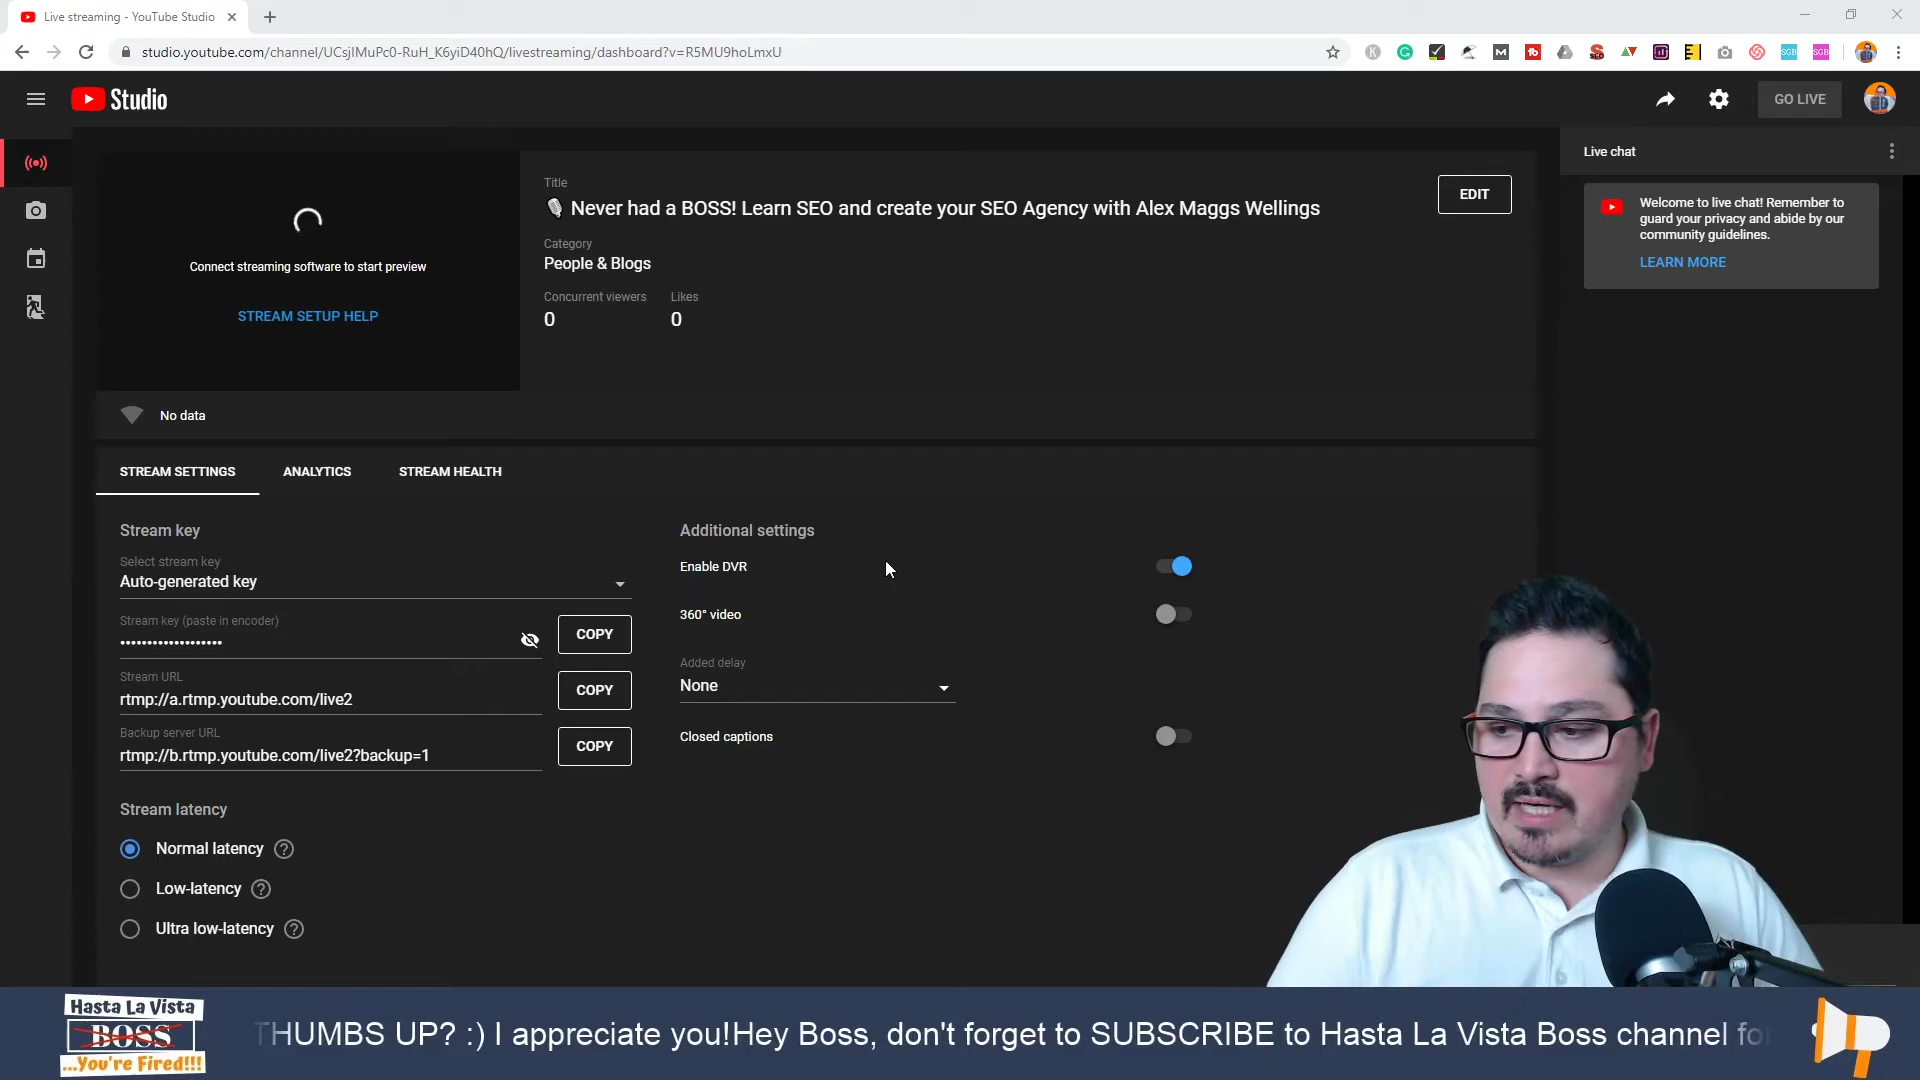 Live streaming - YouTube Studio
studio.youtube.com/channel/UCsjIMuPc0-RuH_K6yiD40hQ/livestreaming/dashboard?v=R5MU9hoLmxU
Studio
GO LIVE
Title
Never had a BOSS! Learn SEO and create your SEO Agency with Alex Maggs Wellings
EDIT
Category
People & Blogs
Concurrent viewers
Likes
0
0
Connect streaming software to start preview
STREAM SETUP HELP
No data
Live chat
Welcome to live chat! Remember to
guard your privacy and abide by our
community guidelines.
LEARN MORE
STREAM SETTINGS
ANALYTICS
STREAM HEALTH
Stream key
Select stream key
Auto-generated key
Stream key (paste in encoder)
•••••••••••••••••••
COPY
Stream URL
rtmp://a.rtmp.youtube.com/live2
COPY
Backup server URL
rtmp://b.rtmp.youtube.com/live2?backup=1
COPY
Stream latency
Normal latency
Low-latency
Ultra low-latency
Additional settings
Enable DVR
360° video
Added delay
None
Closed captions
Hasta La Vista
BOSS
...You're Fired!!!
THUMBS UP? :) I appreciate you!Hey Boss, don't forget to SUBSCRIBE to Hasta La Vista Boss channel fo